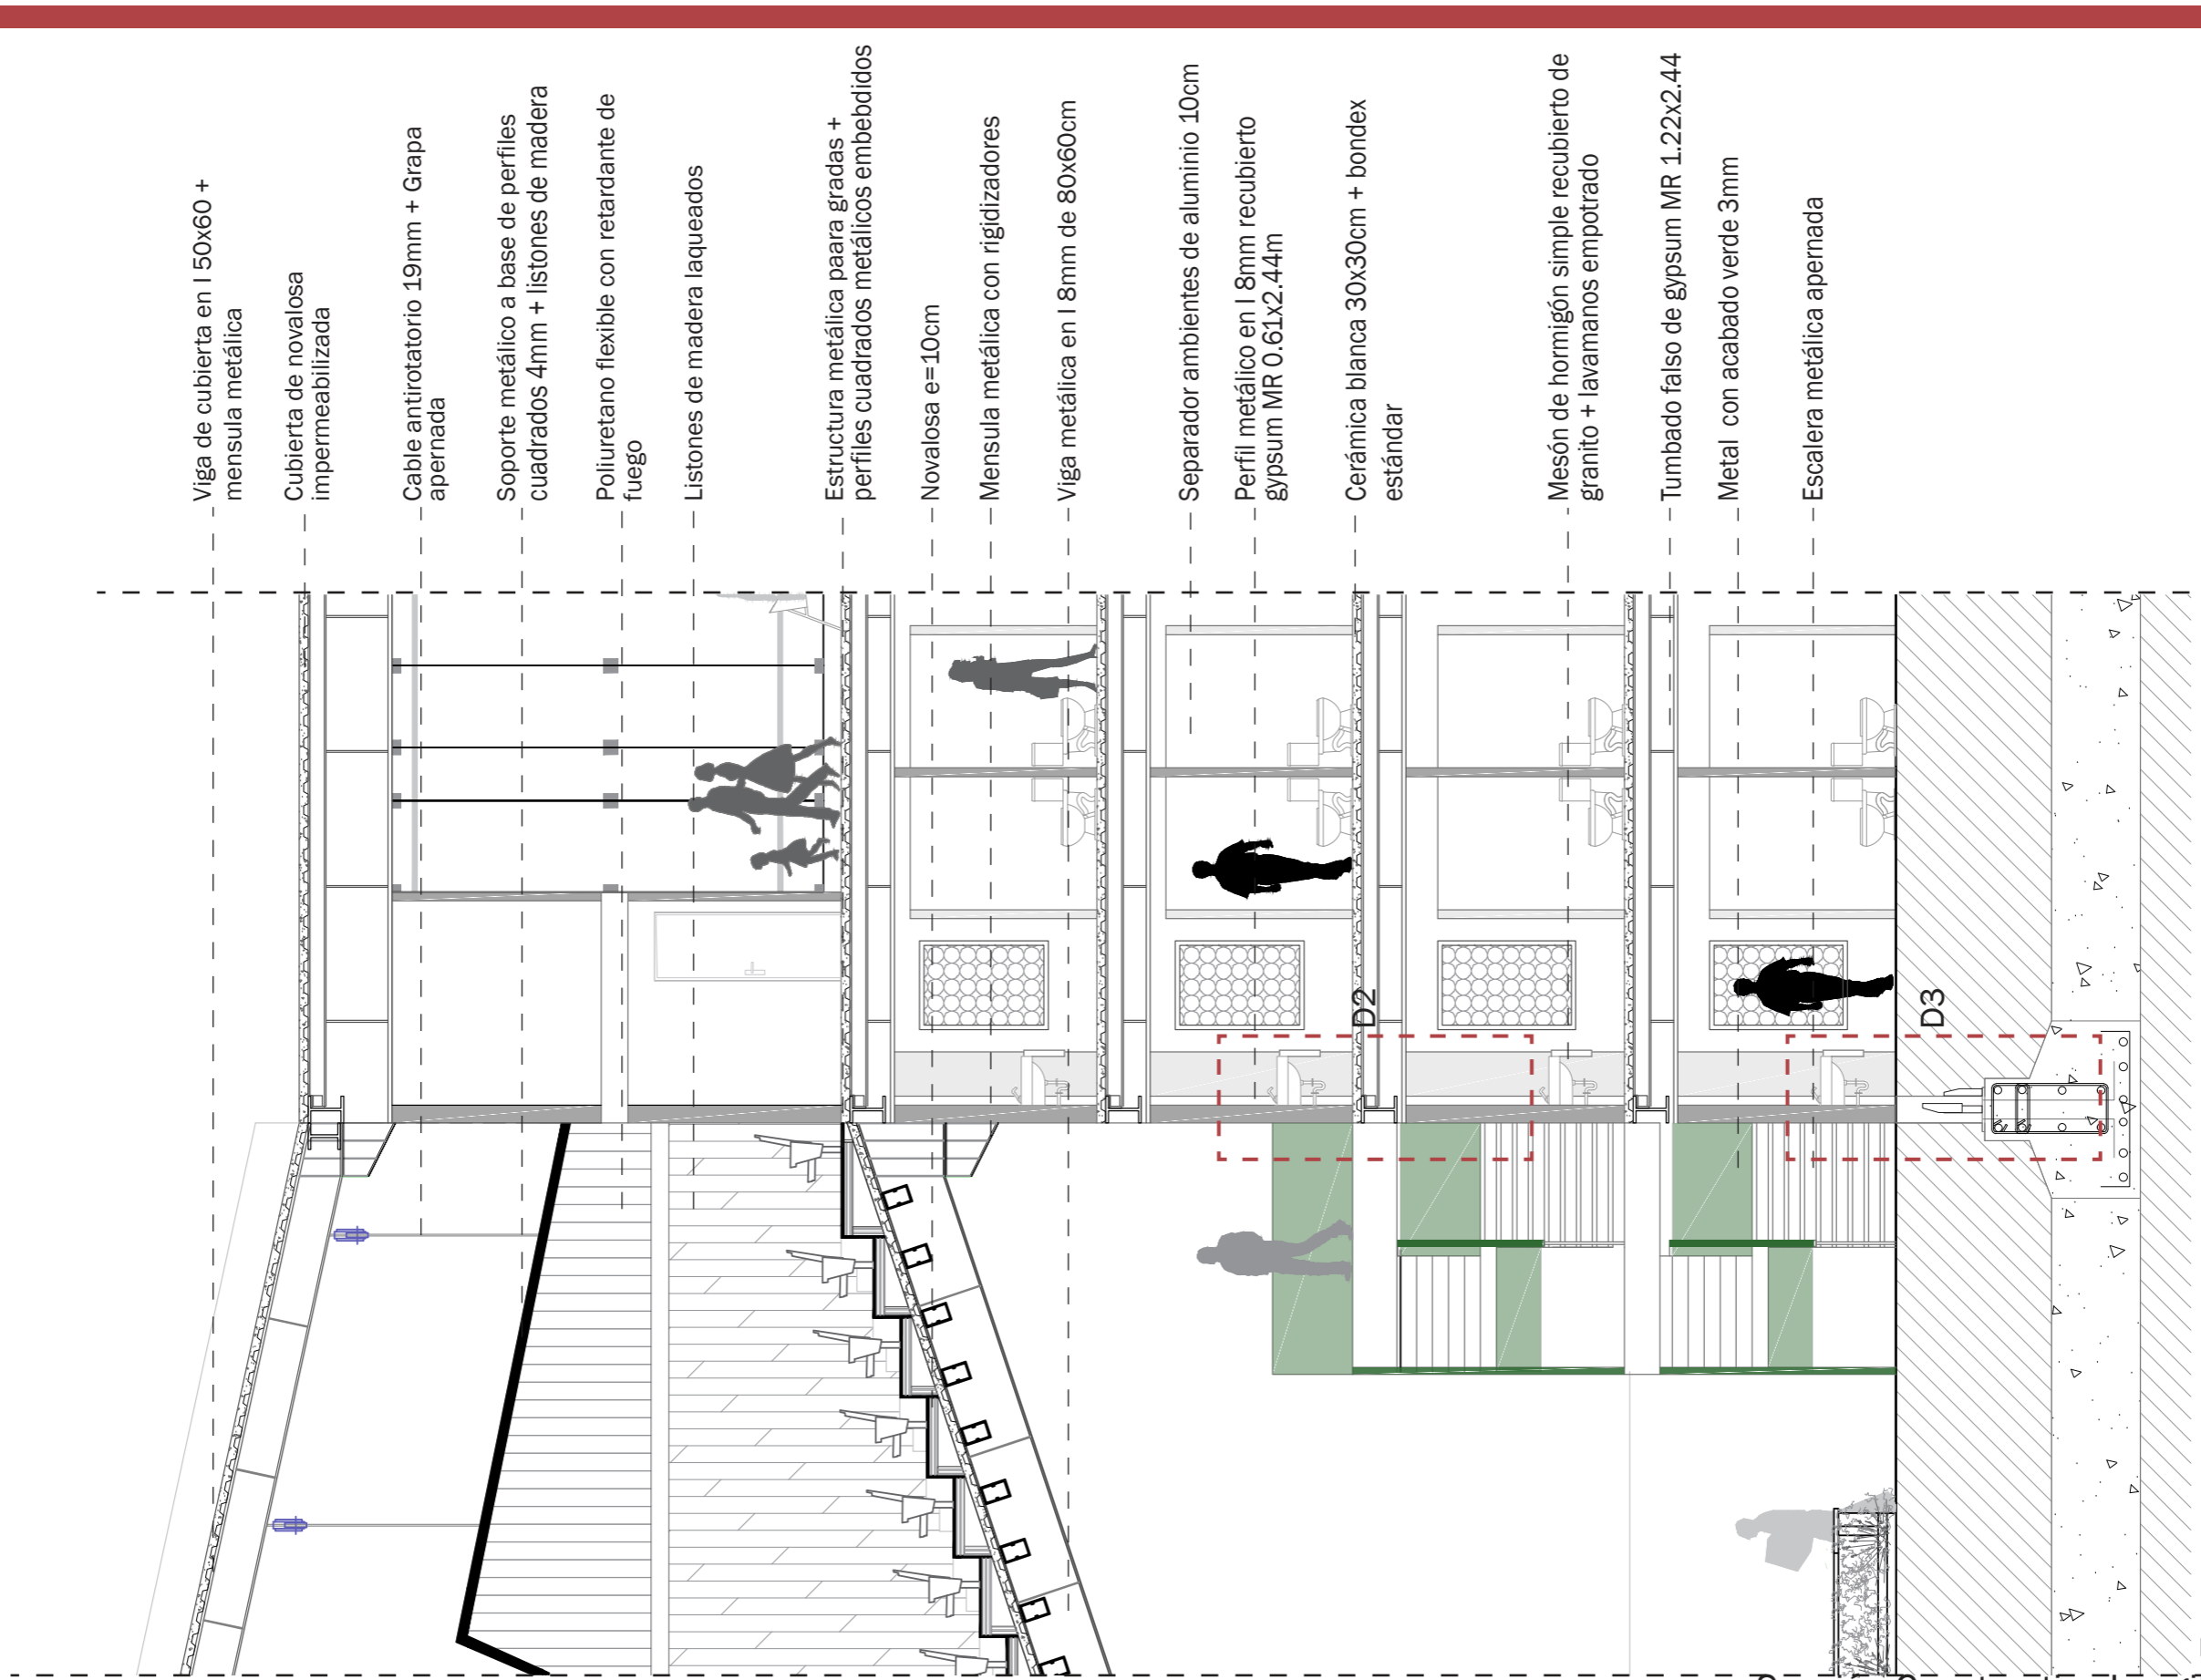 Viga de cubierta en I 50x60 +
mensula metálica
Cubierta de novalosa
impermeabilizada
Cable antirotatorio 19mm + Grapa
apernada
Soporte metálico a base de perfiles
cuadrados 4mm + listones de madera
Poliuretano flexible con retardante de
fuego
Listones de madera laqueados
Estructura metálica para gradas +
perfiles cuadrados metálicos embebdidos
Novalosa e=10cm
Mensula metálica con rigidizadores
Viga metálica en I 8mm de 80x60cm
Separador ambientes de aluminio 10cm
Perfil metálico en I 8mm recubierto
gypsum MR 0.61x2.44m
Cerámica blanca 30x30cm + bondex
estándar
Mesón de hormigón simple recubierto de
granito + lavamanos empotrado
Tumbado falso de gypsum MR 1.22x2.44
Metal con acabado verde 3mm
Escalera metálica apernada
D2
D3